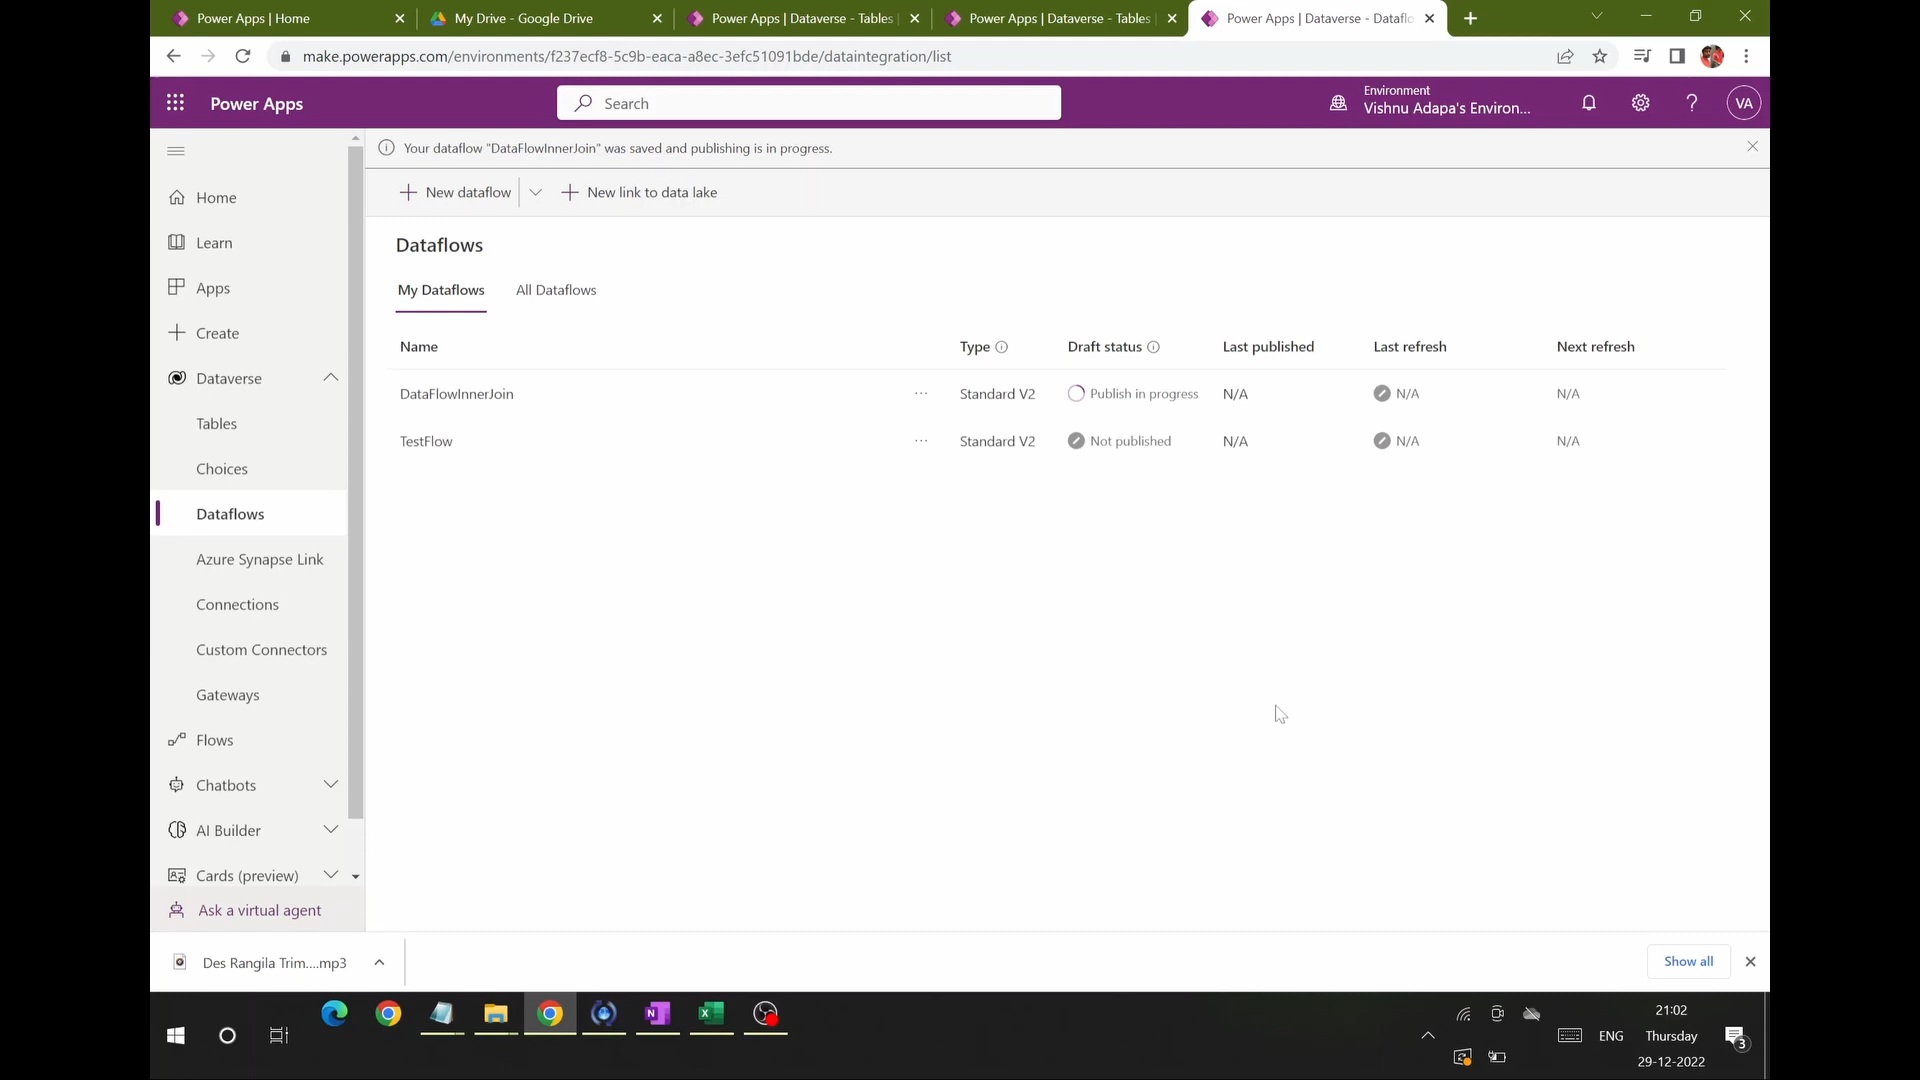 Power Apps | Home
My Drive - Google Drive
Power Apps | Dataverse - Tables |
Power Apps | Dataverse - Tables |
Power Apps | Dataverse - Dataflo
make.powerapps.com/environments/f237ecf8-5c9b-eaca-a8ec-3efc51091bde/dataintegration/list
Power Apps
Search
Environment
Vishnu Adapa's Environ...
VA
Your dataflow "DataFlowInnerJoin" was saved and publishing is in progress.
New dataflow
New link to data lake
Home
Learn
Apps
Create
Dataverse
Tables
Choices
Dataflows
Azure Synapse Link
Connections
Custom Connectors
Gateways
Flows
Chatbots
AI Builder
Cards (preview)
Ask a virtual agent
Dataflows
My Dataflows All Dataflows
Name Type Draft status Last published Last refresh Next refresh
DataFlowInnerJoin ... Standard V2 Publish in progress N/A N/A N/A
TestFlow ... Standard V2 Not published N/A N/A N/A
Des Rangila Trim....mp3
Show all
21:02
ENG
Thursday
29-12-2022
3